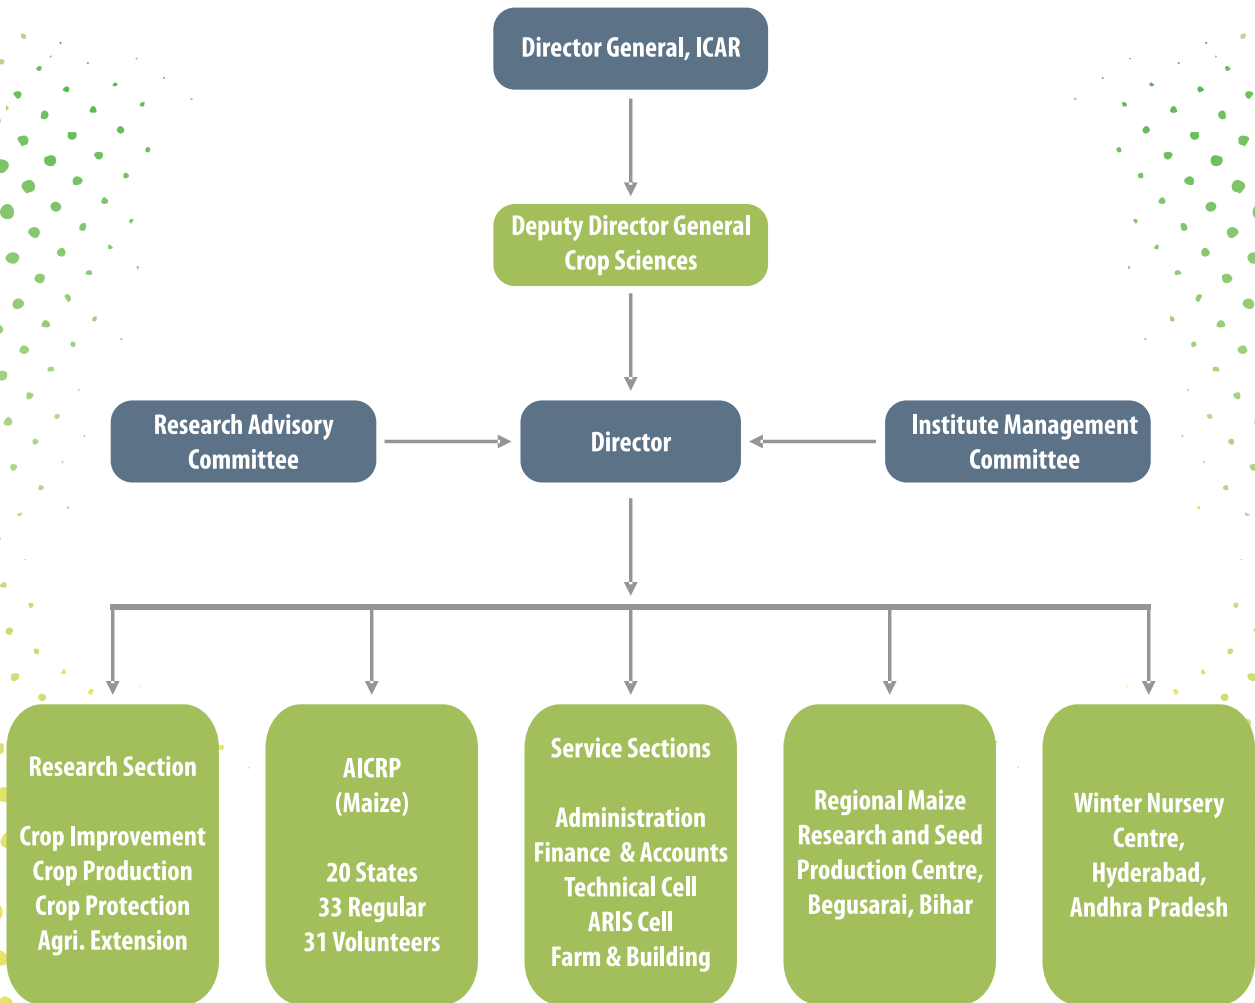 Director General, ICAR
Deputy Director General
Crop Sciences
Research Advisory
Committee
Director
Institute Management
Committee
Research Section
Crop Improvement
Crop Production
Crop Protection
Agri. Extension
AICRP
(Maize)
20 States
33 Regular
31 Volunteers
Service Sections
Administration
Finance & Accounts
Technical Cell
ARIS Cell
Farm & Building
Regional Maize
Research and Seed
Production Centre,
Begusarai, Bihar
Winter Nursery
Centre,
Hyderabad,
Andhra Pradesh